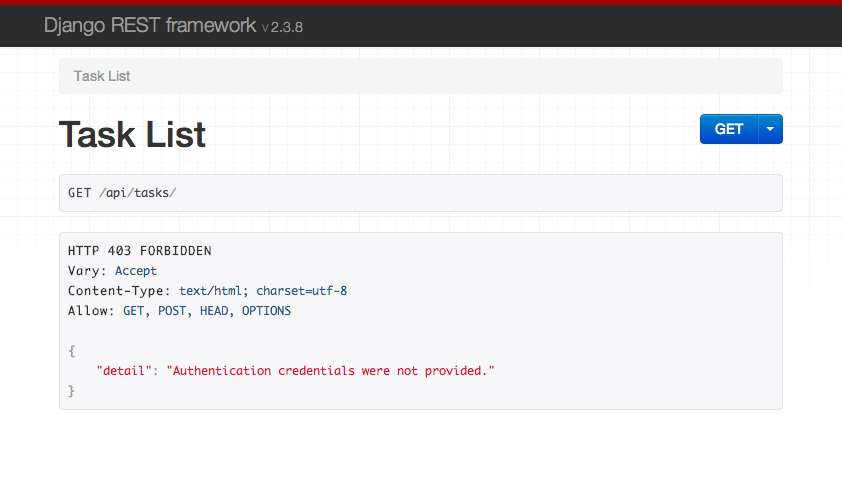 Django REST framework v 2.3.8
Task List
Task List
GET
GET /api/tasks/
HTTP 403 FORBIDDEN
Vary: Accept
Content-Type: text/html; charset=utf-8
Allow: GET, POST, HEAD, OPTIONS
{
"detail": "Authentication credentials were not provided."
}